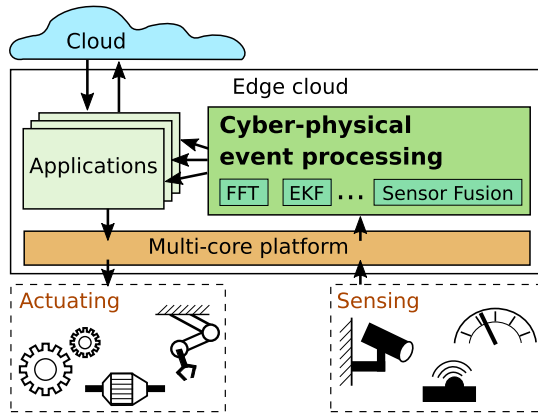 Cloud
Edge cloud
Cyber-physical
event processing
Applications
FFT EKF ... Sensor Fusion
Multi-core platform
Actuating
Sensing